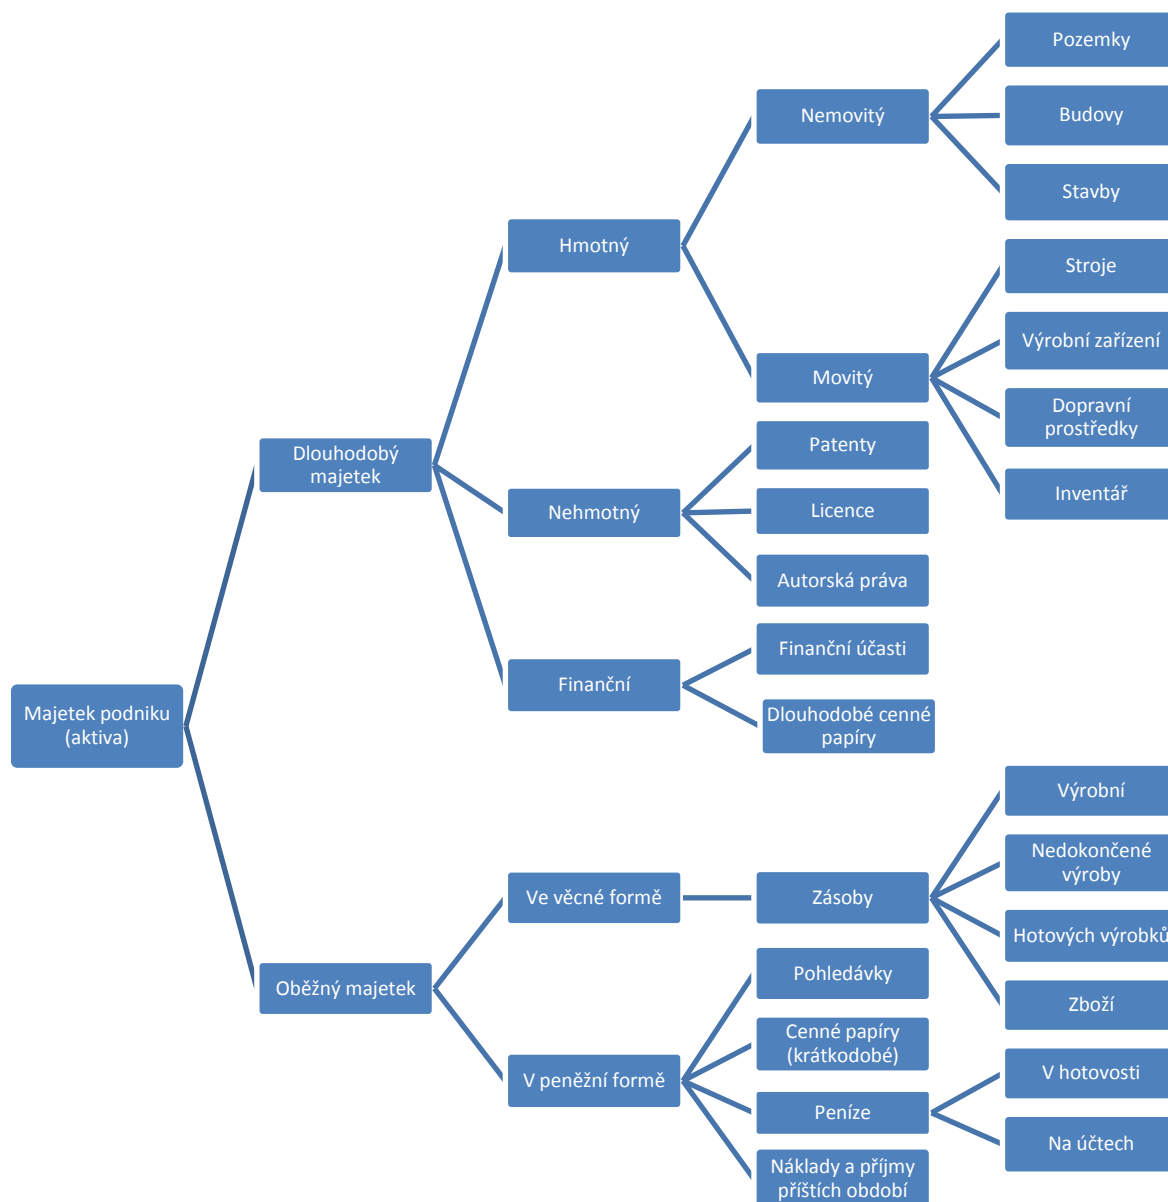 Pozemky
Nemovitý
Budovy
Stavby
Hmotný
Stroje
Výrobní zařízení
Movitý
Dopravní
prostředky
Dlouhodobý
majetek
Patenty
Inventář
Nehmotný
Licence
Autorská práva
Finanční účasti
Finanční
Dlouhodobé cenné
papíry
Majetek podniku
(aktiva)
Výrobní
Nedokončené
výroby
Ve věcné formě
Zásoby
Hotových výrobků
Oběžný majetek
Pohledávky
Zboží
Cenné papíry
(krátkodobé)
V hotovosti
V peněžní formě
Peníze
Na účtech
Náklady a příjmy
příštích období